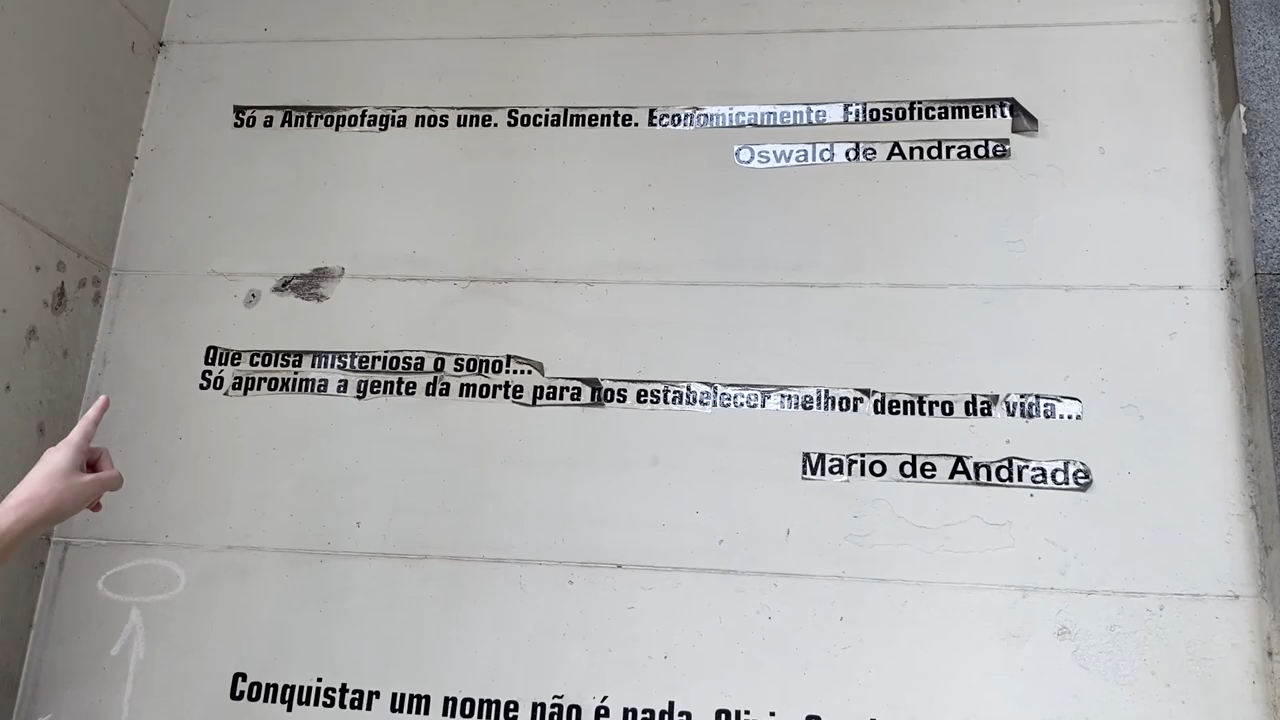 Só a Antropofagia nos une. Socialmente. Economicamente Filosoficamente
Oswald de Andrade
Que coisa misteriosa o sono!...
Só aproxima a gente da morte para nos estabelecer melhor dentro da vida...
Mario de Andrade
Conquistar um nome não é nada,